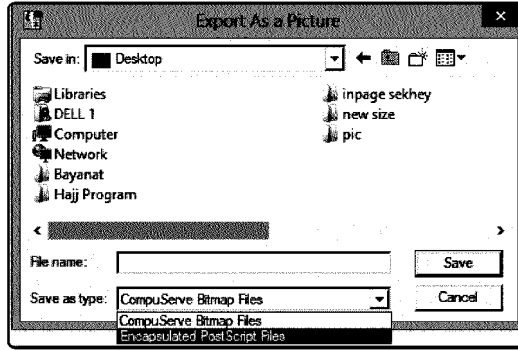 Export As a Picture
Save in: Desktop
Libraries
DELL 1
Computer
Network
Bayanat
Hajj Program
inpage sekhey
new size
pic
File name:
Save
Save as type: CompuServe Bitmap Files
Cancel
CompuServe Bitmap Files
Encapsulated PostScript Files